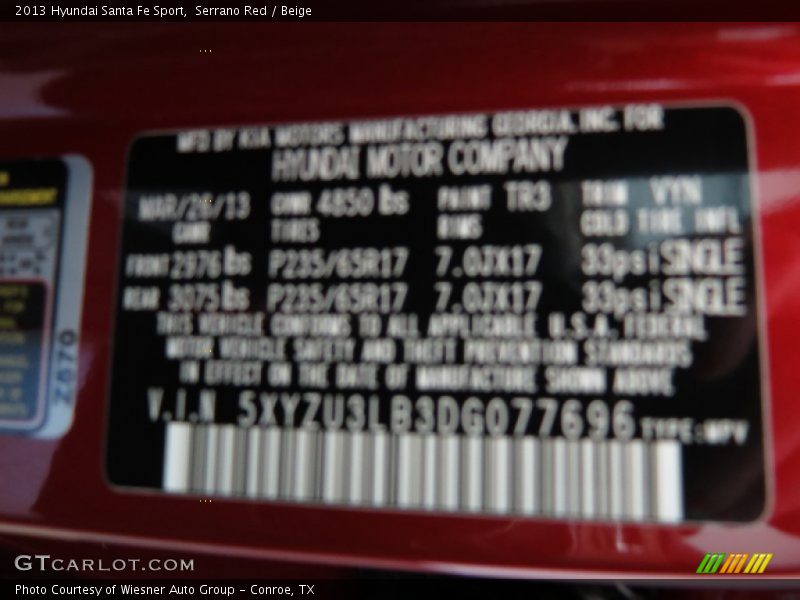 2013 Hyundai Santa Fe Sport,  Serrano Red / Beige
MFD BY KIA MOTORS MANUFACTURING GEORGIA, INC. FOR
HYUNDAI MOTOR COMPANY
MAR/26/13 GVWR 4850 lbs PAINT TR3 TRIM VYN
GAWR TIRES RIMS COLD TIRE INFL
FRONT 2976 lbs P235/65R17 7.0JX17 33psi SINGLE
REAR 3075 lbs P235/65R17 7.0JX17 33psi SINGLE
THIS VEHICLE CONFORMS TO ALL APPLICABLE U.S.A. FEDERAL
MOTOR VEHICLE SAFETY AND THEFT PREVENTION STANDARDS
IN EFFECT ON THE DATE OF MANUFACTURE SHOWN ABOVE
V.I.N 5XYZU3LB3DG077696 TYPE:MPV
Z070
GTCARLOT.COM
Photo Courtesy of Wiesner Auto Group - Conroe, TX